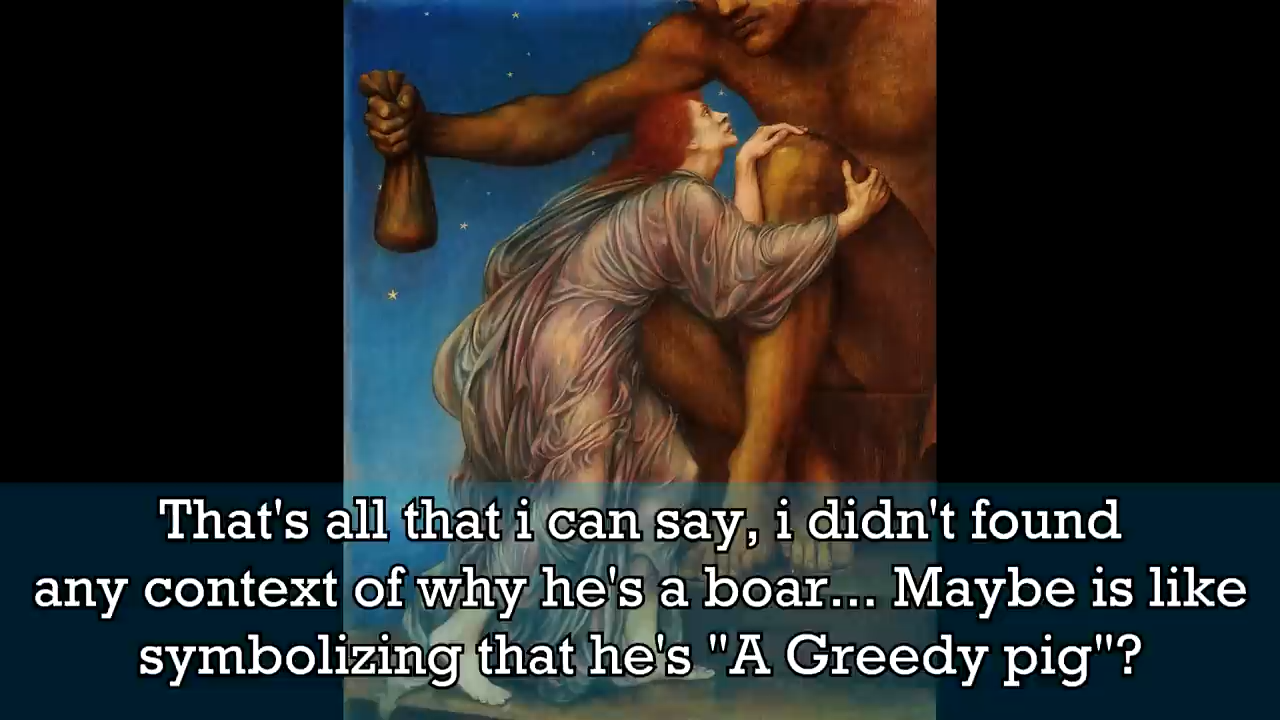 That's all that i can say, i didn't found
any context of why he's a boar... Maybe is like
symbolizing that he's "A Greedy pig"?